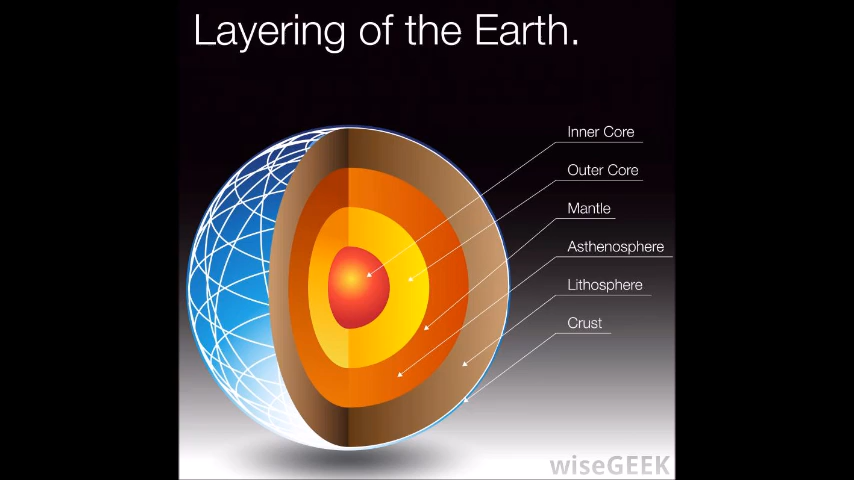 Layering of the Earth.
Inner Core
Outer Core
Mantle
Asthenosphere
Lithosphere
Crust
wiseGEEK